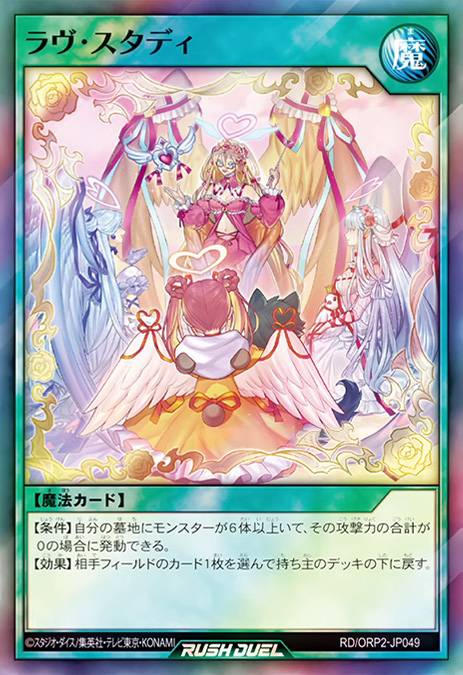 ラヴ・スタディ
魔
【魔法カード】
【条件】自分の墓地にモンスターが6体以上いて、その攻撃力の合計が
0の場合に発動できる。
【効果】相手フィールドのカード1枚を選んで持ち主のデッキの下に戻す。
©スタジオ・ダイス/集英社・テレビ東京・KONAMI
RUSH DUEL
RD/ORP2-JP049